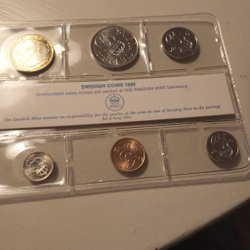 SWEDISH COINS 1988
Uncirculated coins minted and packed at THE SWEDISH MINT Eskilstuna
The Swedish Mint assumes no responsibility for the quality of the coins in case of keeping them in the package
for a long time